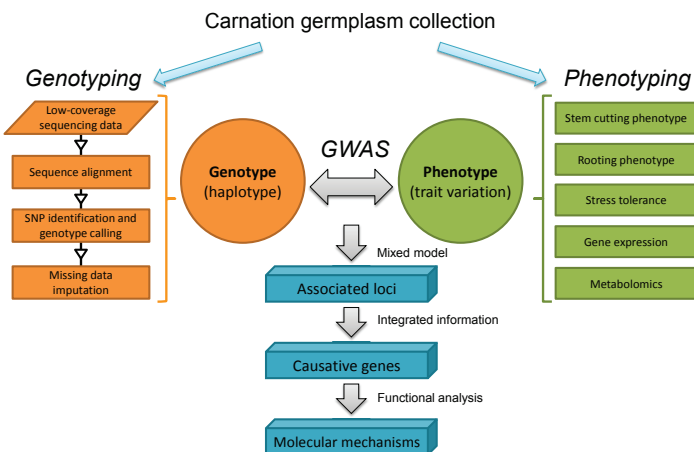 Carnation germplasm collection
Genotyping
Low-coverage
sequencing data
Sequence alignment
SNP identification and
genotype calling
Missing data
imputation
Genotype
(haplotype)
GWAS
Phenotype
(trait variation)
Phenotyping
Stem cutting phenotype
Rooting phenotype
Stress tolerance
Gene expression
Metabolomics
Mixed model
Associated loci
Integrated information
Causative genes
Functional analysis
Molecular mechanisms